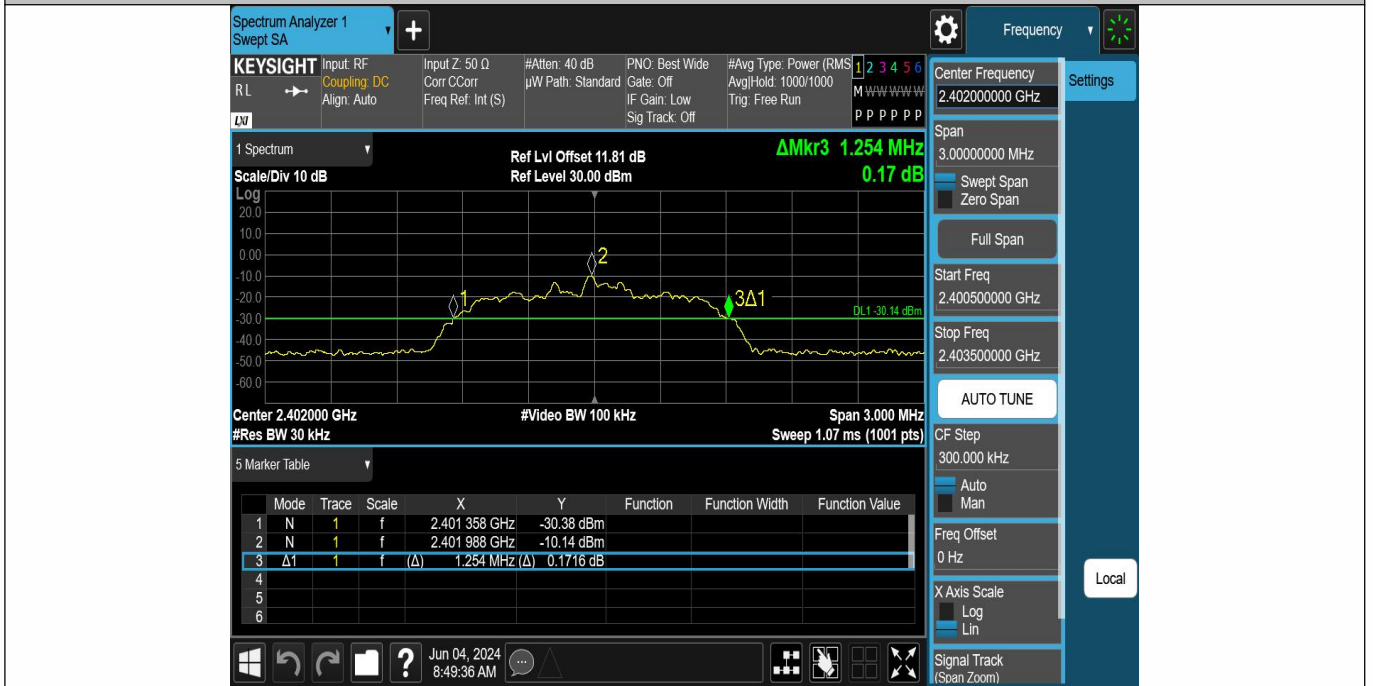 Spectrum Analyzer 1
Swept SA
Frequency
KEYSIGHT
RL
LXI
Input: RF
Coupling: DC
Align: Auto
Input Z: 50 Ω
Corr CCorr
Freq Ref: Int (S)
#Atten: 40 dB
µW Path: Standard
PNO: Best Wide
Gate: Off
IF Gain: Low
Sig Track: Off
#Avg Type: Power (RMS
Avg|Hold: 1000/1000
Trig: Free Run
1 2 3 4 5 6
M W W W W W
P P P P P P
1 Spectrum
Scale/Div 10 dB
Ref Lvl Offset 11.81 dB
Ref Level 30.00 dBm
ΔMkr3 1.254 MHz
0.17 dB
Log
20.0
10.0
0.00
-10.0
-20.0
-30.0
-40.0
-50.0
-60.0
1
2
3Δ1
DL1 -30.14 dBm
Center 2.402000 GHz
#Res BW 30 kHz
#Video BW 100 kHz
Span 3.000 MHz
Sweep 1.07 ms (1001 pts)
5 Marker Table
Mode Trace Scale X Y Function Function Width Function Value
1 N 1 f 2.401 358 GHz -30.38 dBm
2 N 1 f 2.401 988 GHz -10.14 dBm
3 Δ1 1 f (Δ) 1.254 MHz (Δ) 0.1716 dB
4
5
6
Jun 04, 2024
8:49:36 AM
?
Center Frequency
2.402000000 GHz
Settings
Span
3.00000000 MHz
Swept Span
Zero Span
Full Span
Start Freq
2.400500000 GHz
Stop Freq
2.403500000 GHz
AUTO TUNE
CF Step
300.000 kHz
Auto
Man
Freq Offset
0 Hz
X Axis Scale
Log
Lin
Local
Signal Track
(Span Zoom)